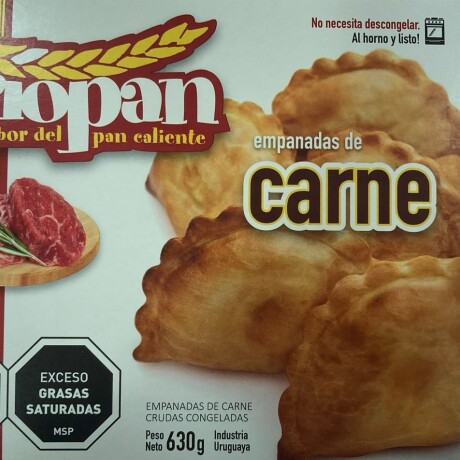 No necesita descongelar.
Al horno y listo!
iopan
bor del pan caliente
empanadas de
carne
EXCESO
GRASAS
SATURADAS
MSP
EMPANADAS DE CARNE
CRUDAS CONGELADAS
Peso Neto 630g Industria Uruguaya